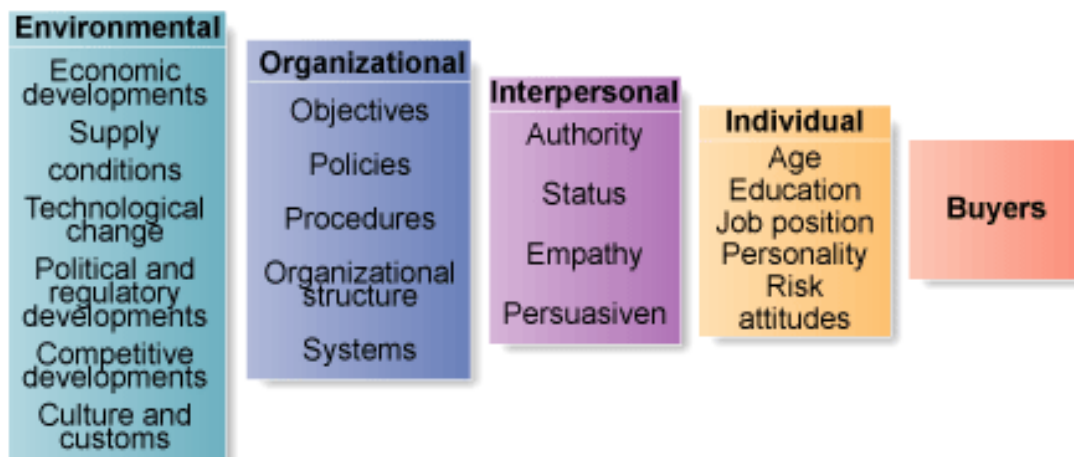 Environmental
Economic
developments
Supply
conditions
Technological
change
Political and
regulatory
developments
Competitive
developments
Culture and
customs
Organizational
Objectives
Policies
Procedures
Organizational
structure
Systems
Interpersonal
Authority
Status
Empathy
Persuasiven
Individual
Age
Education
Job position
Personality
Risk
attitudes
Buyers